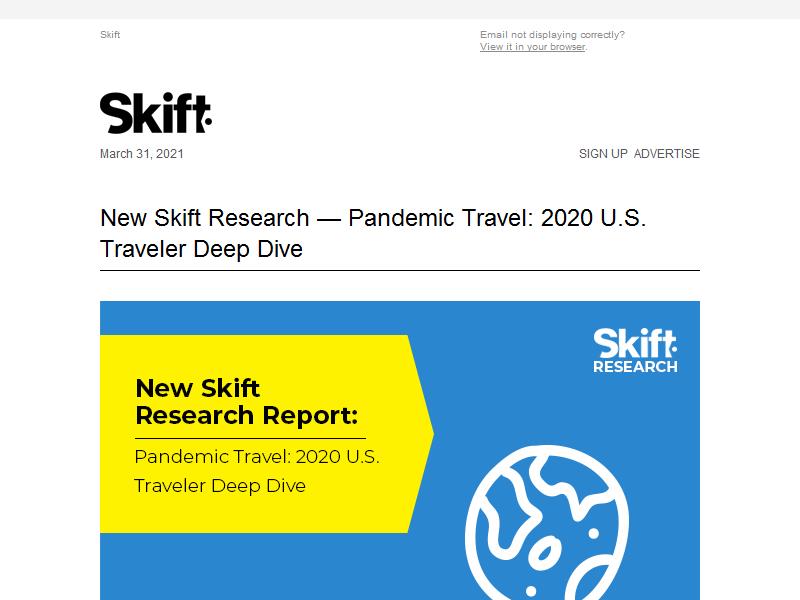 Skift
Email not displaying correctly?
View it in your browser.
Skift
March 31, 2021
SIGN UP ADVERTISE
New Skift Research — Pandemic Travel: 2020 U.S.
Traveler Deep Dive
Skift
RESEARCH
New Skift
Research Report:
Pandemic Travel: 2020 U.S.
Traveler Deep Dive